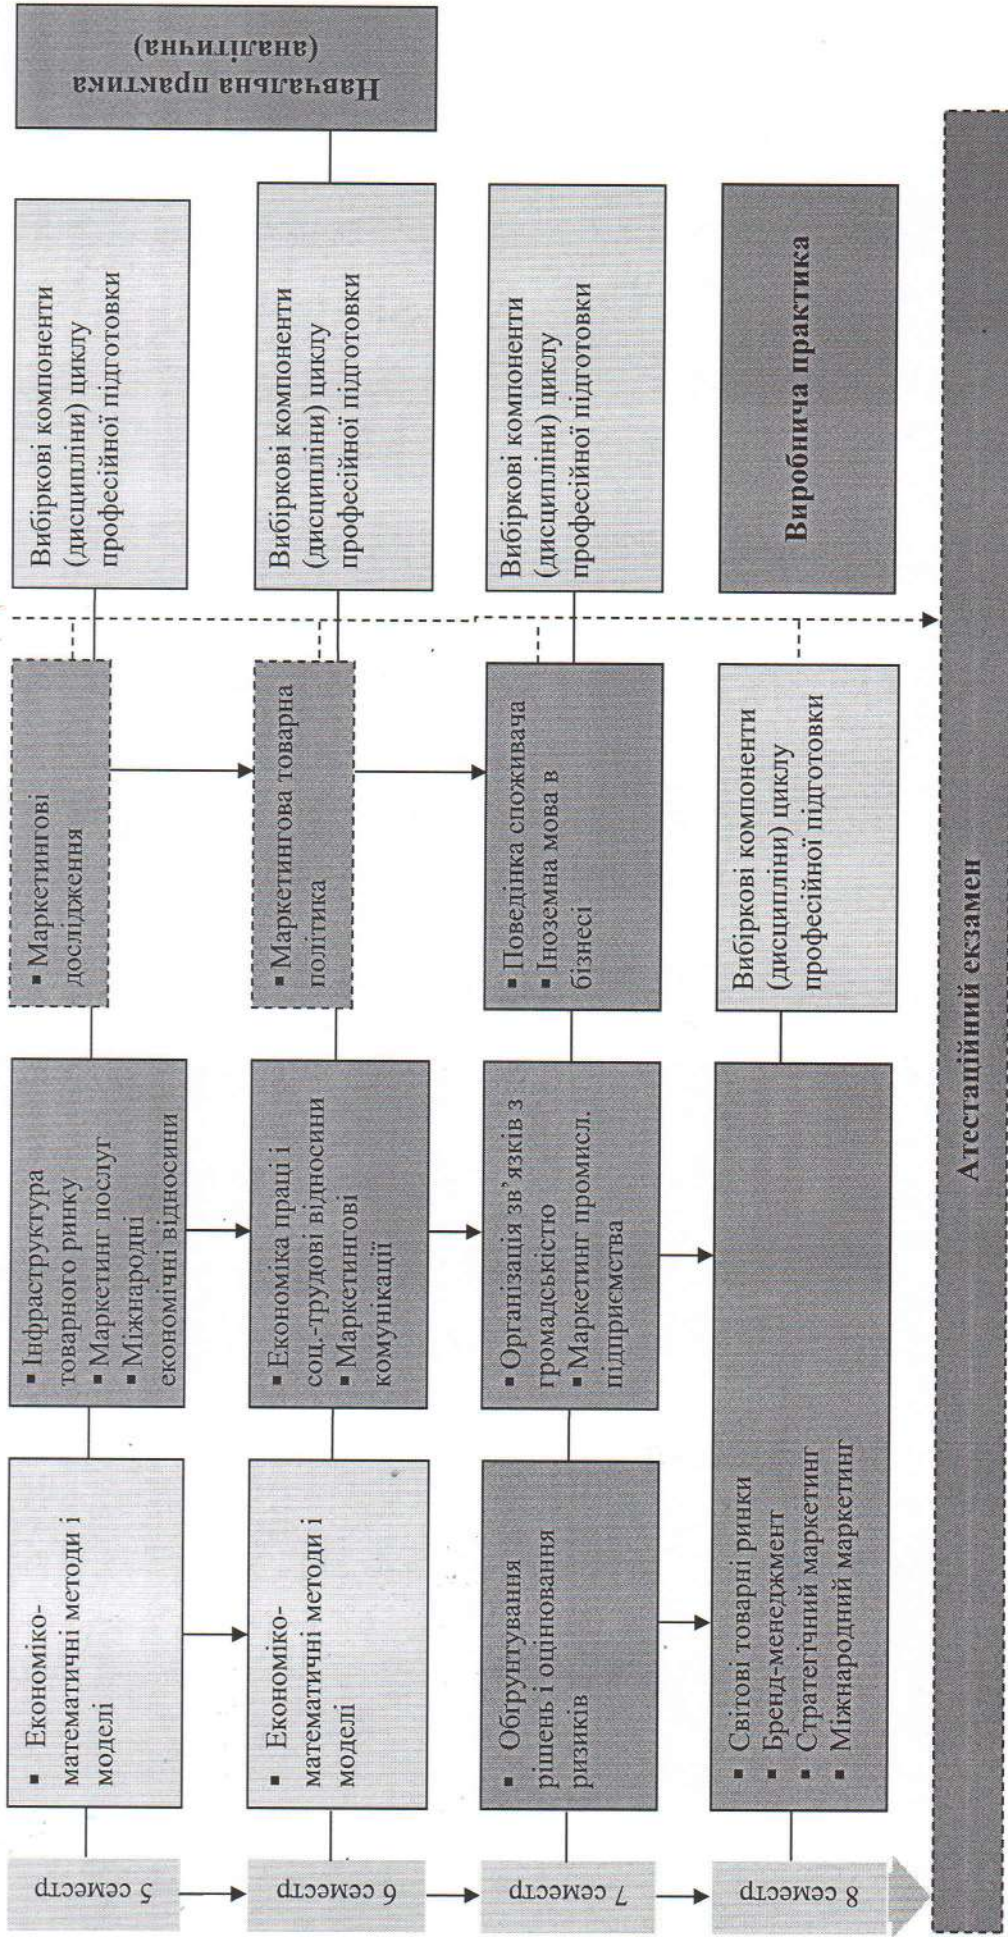 5 семестр
▪ Економіко-
математичні методи і
моделі
▪ Інфраструктура
товарного ринку
▪ Маркетинг послуг
▪ Міжнародні
економічні відносини
▪ Маркетингові
дослідження
Вибіркові компоненти
(дисципліни) циклу
професійної підготовки
Навчальна практика
(аналітична)
6 семестр
▪ Економіко-
математичні методи і
моделі
▪ Економіка праці і
соц.-трудові відносини
▪ Маркетингові
комунікації
▪ Маркетингова товарна
політика
Вибіркові компоненти
(дисципліни) циклу
професійної підготовки
7 семестр
▪ Обґрунтування
рішень і оцінювання
ризиків
▪ Організація зв’язків з
громадськістю
▪ Маркетинг промисл.
підприємства
▪ Поведінка споживача
▪ Іноземна мова в
бізнесі
Вибіркові компоненти
(дисципліни) циклу
професійної підготовки
8 семестр
▪ Світові товарні ринки
▪ Бренд-менеджмент
▪ Стратегічний маркетинг
▪ Міжнародний маркетинг
Вибіркові компоненти
(дисципліни) циклу
професійної підготовки
Виробнича практика
Атестаційний екзамен